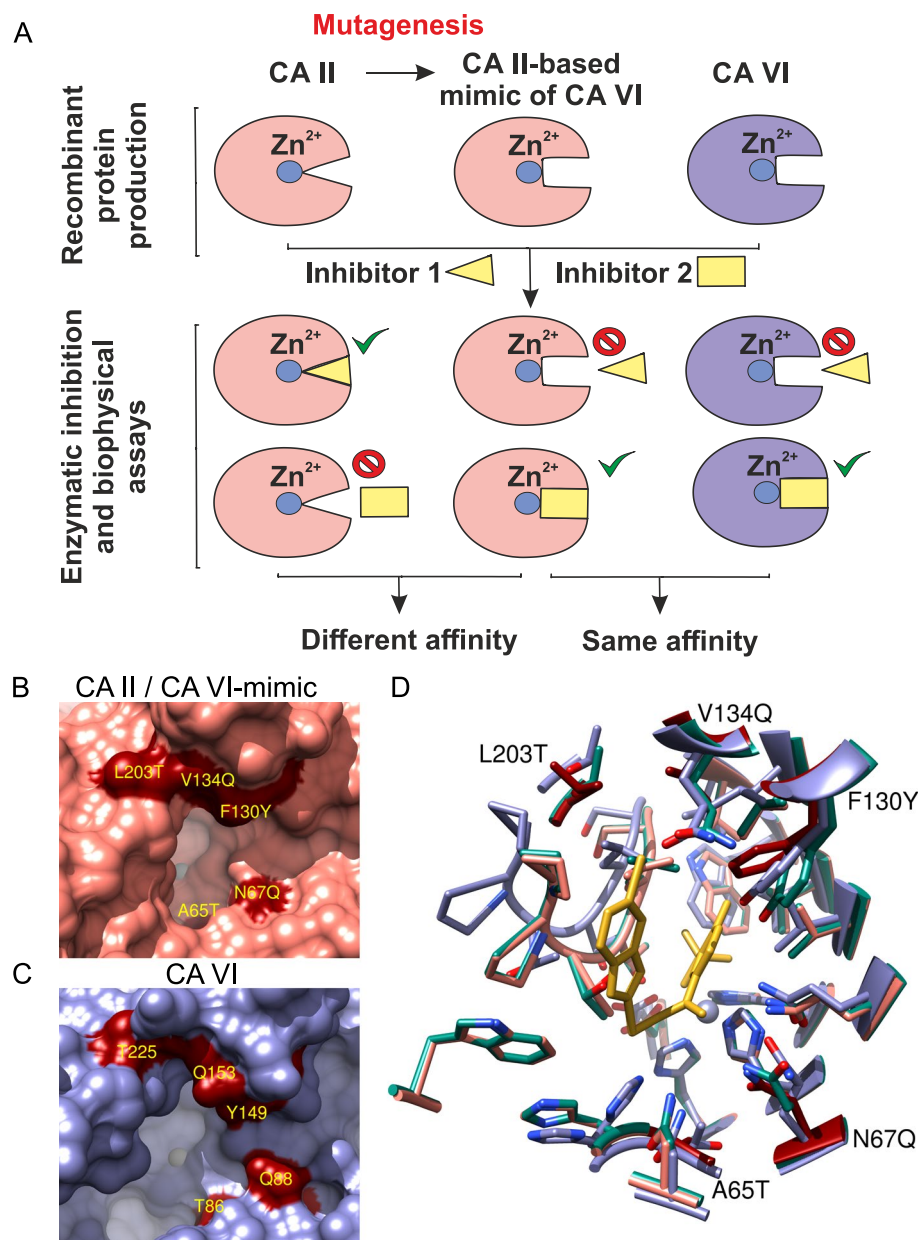 A
Mutagenesis
CA II
CA II-based
mimic of CA VI
CA VI
Recombinant
protein
production
Zn2+
Zn2+
Zn2+
Inhibitor 1
Inhibitor 2
Enzymatic inhibition
and biophysical
assays
Zn2+
Zn2+
Zn2+
Zn2+
Zn2+
Zn2+
Different affinity
Same affinity
B
CA II / CA VI-mimic
L203T
V134Q
F130Y
N67Q
A65T
C
CA VI
T225
Q153
Y149
Q88
T86
D
V134Q
L203T
F130Y
N67Q
A65T